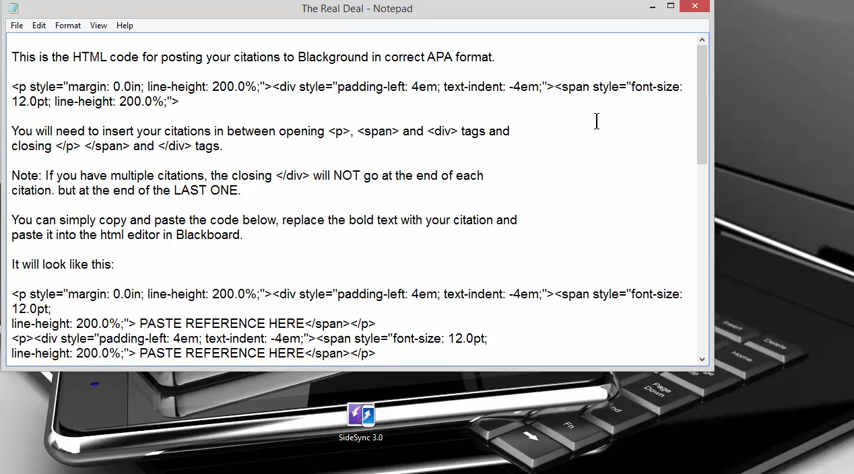 The Real Deal - Notepad
File Edit Format View Help
This is the HTML code for posting your citations to Blackground in correct APA format.
<p style="margin: 0.0in; line-height: 200.0%;"><div style="padding-left: 4em; text-indent: -4em;"><span style="font-size:
12.0pt; line-height: 200.0%;">
You will need to insert your citations in between opening <p>, <span> and <div> tags and
closing </p> </span> and </div> tags.
Note: If you have multiple citations, the closing </div> will NOT go at the end of each
citation. but at the end of the LAST ONE.
You can simply copy and paste the code below, replace the bold text with your citation and
paste it into the html editor in Blackboard.
It will look like this:
<p style="margin: 0.0in; line-height: 200.0%;"><div style="padding-left: 4em; text-indent: -4em;"><span style="font-size:
12.0pt;
line-height: 200.0%;"> PASTE REFERENCE HERE</span></p>
<p><div style="padding-left: 4em; text-indent: -4em;"><span style="font-size: 12.0pt;
line-height: 200.0%;"> PASTE REFERENCE HERE</span></p>
Insert
Delete
Home
Page
Down
Fn
SideSync 3.0